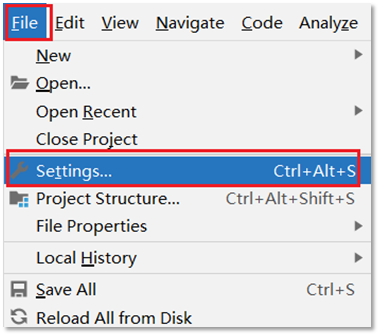 File Edit View Navigate Code Analyze
New
Open...
Open Recent
Close Project
Settings... Ctrl+Alt+S
Project Structure... Ctrl+Alt+Shift+S
File Properties
Local History
Save All Ctrl+S
Reload All from Disk